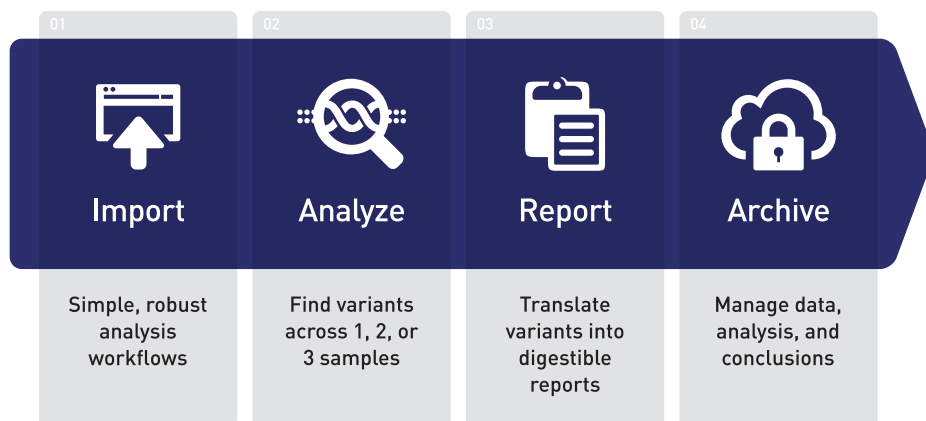 01
02
03
04
Import
Analyze
Report
Archive
Simple, robust
analysis
workflows
Find variants
across 1, 2, or
3 samples
Translate
variants into
digestible
reports
Manage data,
analysis, and
conclusions